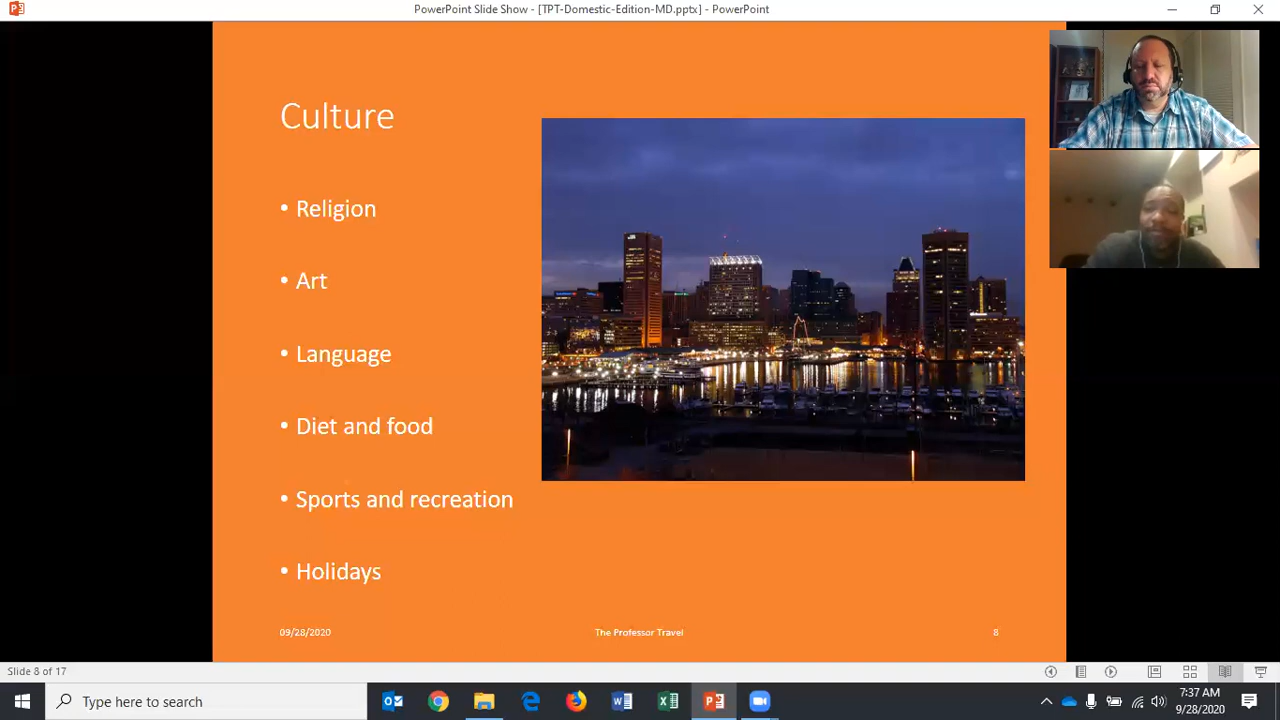 PowerPoint Slide Show - [TPT-Domestic-Edition-MD.pptx] - PowerPoint
Culture
• Religion
• Art
• Language
• Diet and food
• Sports and recreation
• Holidays
09/28/2020
The Professor Travel
8
Slide 8 of 17
Type here to search
7:37 AM
9/28/2020